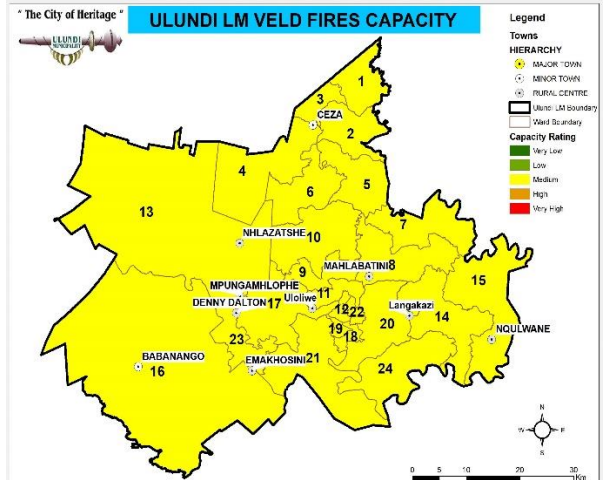 " The City of Heritage "
ULUNDI LM VELD FIRES CAPACITY
ULUNDI
MUNICIPALITY
Legend
Towns
HIERARCHY
MAJOR TOWN
MINOR TOWN
RURAL CENTRE
Ulundi LM Boundary
Ward Boundary
Capacity Rating
Very Low
Low
Medium
High
Very High
1
3
CEZA
2
4
6
5
13
7
NHLAZATSHE
10
MAHLABATINI
8
9
15
MPUNGAMHLOPHE
11
DENNY DALTON
17
Uloliwe
12
22
Langakazi
14
19
20
18
NQULWANE
23
21
EMAKHOSINI
BABANANGO
16
24
N
W
E
S
0 5 10 20 30
Km